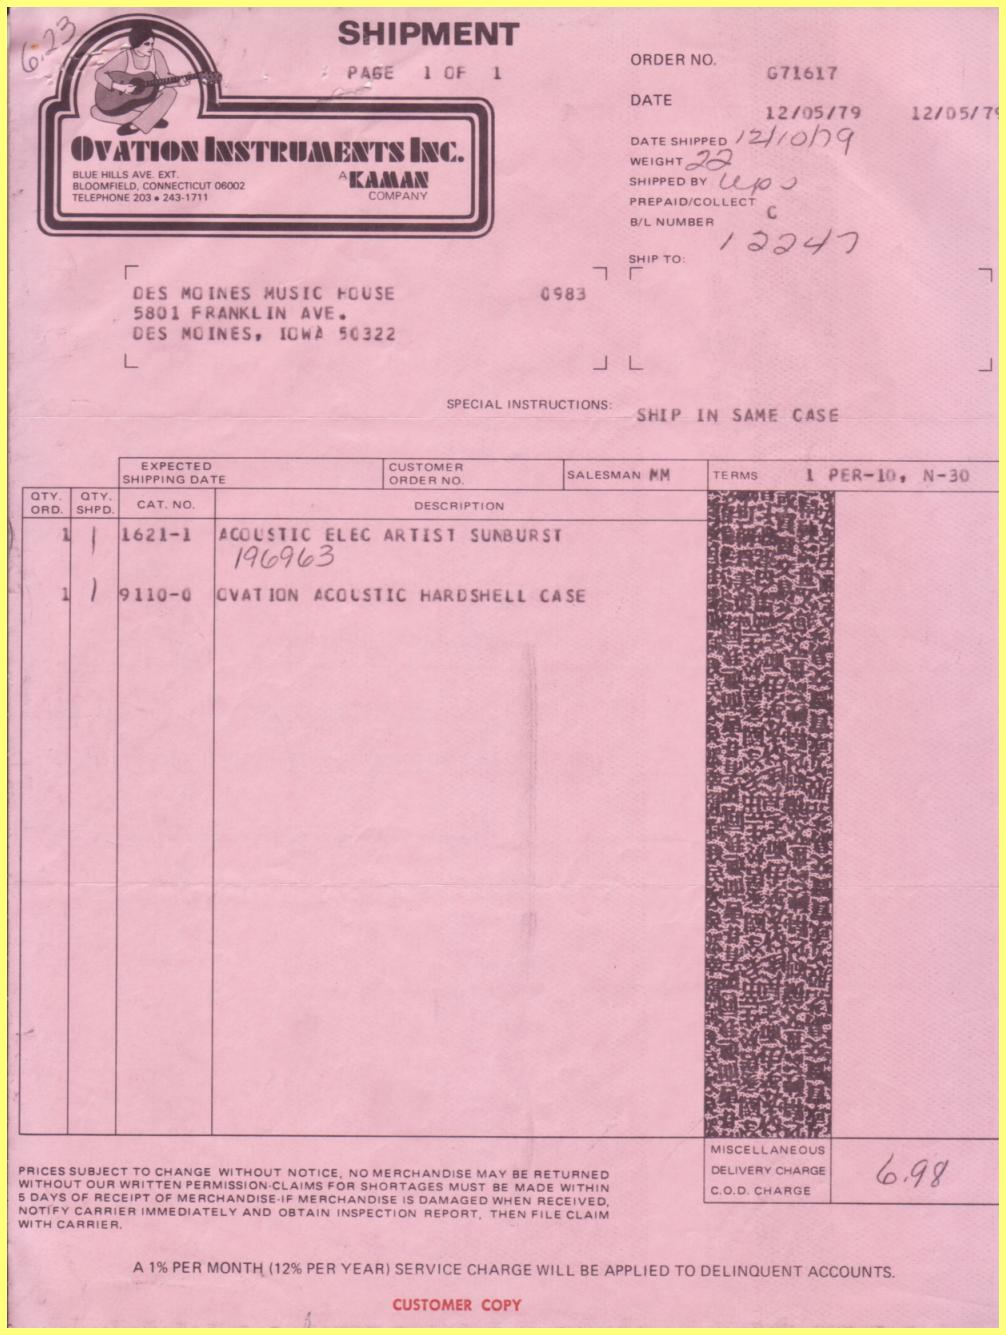 6.23
SHIPMENT
PAGE 1 OF 1
OVATION INSTRUMENTS INC.
BLUE HILLS AVE. EXT.
BLOOMFIELD, CONNECTICUT 06002
TELEPHONE 203 • 243-1711
A KAMAN
COMPANY
ORDER NO. G71617
DATE 12/05/79 12/05/79
DATE SHIPPED 12/10/79
WEIGHT 22
SHIPPED BY ups
PREPAID/COLLECT C
B/L NUMBER 12247
SHIP TO:
DES MOINES MUSIC HOUSE 0983
5801 FRANKLIN AVE.
DES MOINES, IOWA 50322
SPECIAL INSTRUCTIONS: SHIP IN SAME CASE
EXPECTED SHIPPING DATE CUSTOMER ORDER NO. SALESMAN MM TERMS 1 PER-10, N-30
QTY. ORD. QTY. SHPD. CAT. NO. DESCRIPTION
1 1 1621-1 ACOUSTIC ELEC ARTIST SUNBURST
196963
1 1 9110-0 OVATION ACOUSTIC HARDSHELL CASE
MISCELLANEOUS
DELIVERY CHARGE 6.98
C.O.D. CHARGE
PRICES SUBJECT TO CHANGE WITHOUT NOTICE, NO MERCHANDISE MAY BE RETURNED
WITHOUT OUR WRITTEN PERMISSION-CLAIMS FOR SHORTAGES MUST BE MADE WITHIN
5 DAYS OF RECEIPT OF MERCHANDISE-IF MERCHANDISE IS DAMAGED WHEN RECEIVED,
NOTIFY CARRIER IMMEDIATELY AND OBTAIN INSPECTION REPORT, THEN FILE CLAIM
WITH CARRIER.
A 1% PER MONTH (12% PER YEAR) SERVICE CHARGE WILL BE APPLIED TO DELINQUENT ACCOUNTS.
CUSTOMER COPY